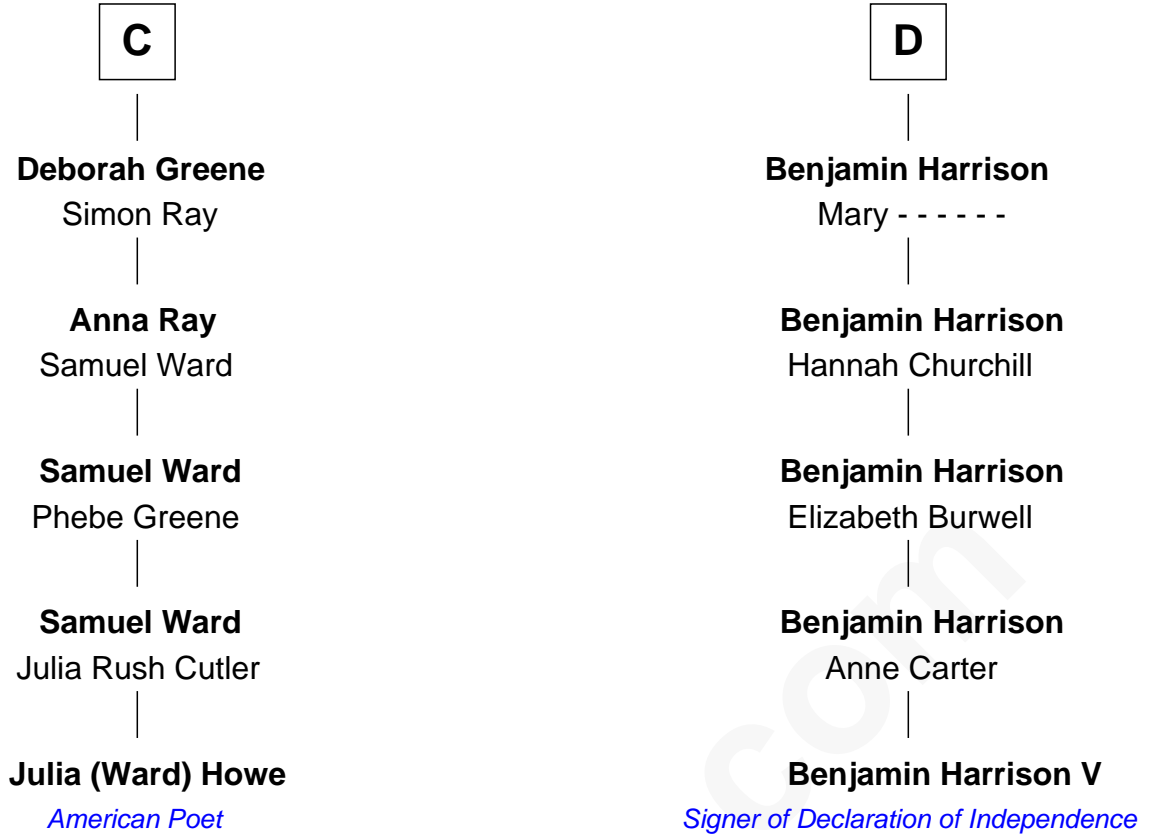 C
Deborah Greene
Simon Ray
Anna Ray
Samuel Ward
Samuel Ward
Phebe Greene
Samuel Ward
Julia Rush Cutler
Julia (Ward) Howe
American Poet
D
Benjamin Harrison
Mary - - - - - -
Benjamin Harrison
Hannah Churchill
Benjamin Harrison
Elizabeth Burwell
Benjamin Harrison
Anne Carter
Benjamin Harrison V
Signer of Declaration of Independence
com